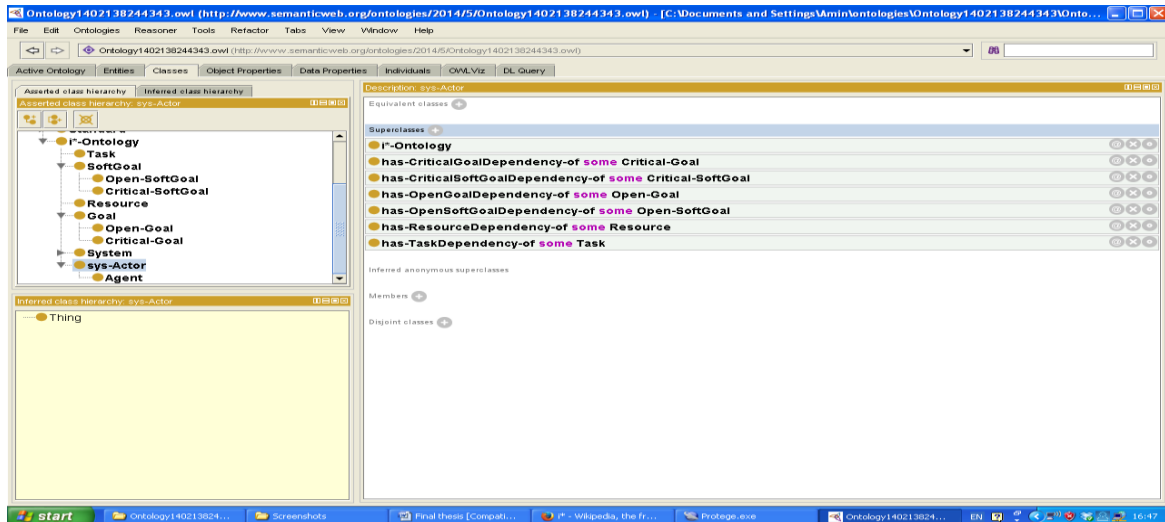 Ontology1402138244343.owl (http://www.semanticweb.org/ontologies/2014/5/Ontology1402138244343.owl) - [C:\Documents and Settings\Amin\ontologies\Ontology1402138244343\Onto...
File Edit Ontologies Reasoner Tools Refactor Tabs View Window Help
Ontology1402138244343.owl (http://www.semanticweb.org/ontologies/2014/5/Ontology1402138244343.owl)
Active Ontology Entities Classes Object Properties Data Properties Individuals OWLViz DL Query
Asserted class hierarchy Inferred class hierarchy
Asserted class hierarchy: sys-Actor
i*-Ontology
Task
SoftGoal
Open-SoftGoal
Critical-SoftGoal
Resource
Goal
Open-Goal
Critical-Goal
System
sys-Actor
Agent
Inferred class hierarchy: sys-Actor
Thing
Description: sys-Actor
Equivalent classes
Superclasses
i*-Ontology
has-CriticalGoalDependency-of some Critical-Goal
has-CriticalSoftGoalDependency-of some Critical-SoftGoal
has-OpenGoalDependency-of some Open-Goal
has-OpenSoftGoalDependency-of some Open-SoftGoal
has-ResourceDependency-of some Resource
has-TaskDependency-of some Task
Inferred anonymous superclasses
Members
Disjoint classes
start Ontology140213824... Screenshots Final thesis [Compati... i* - Wikipedia, the fr... Protege.exe Ontology140213824... EN 16:47